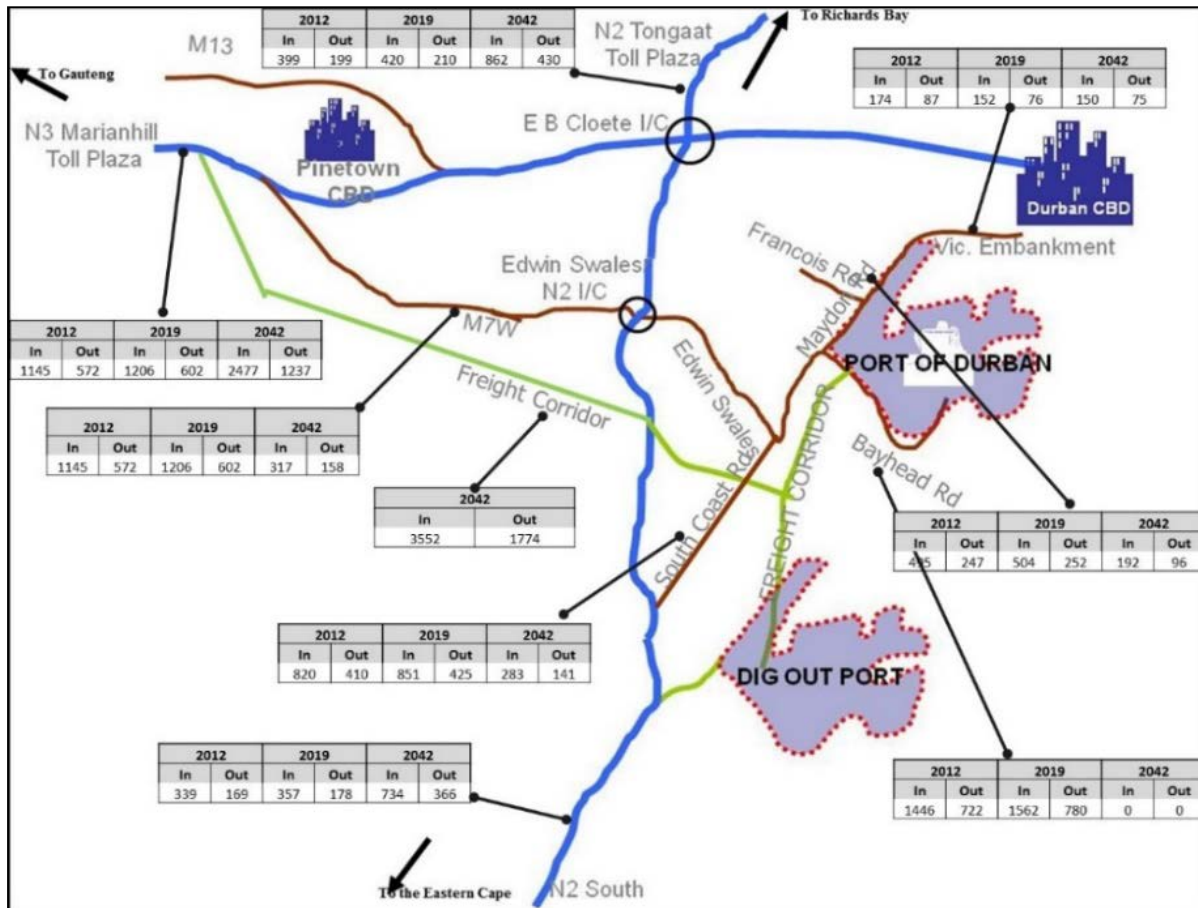 To Richards Bay
2012 2019 2042
In Out In Out In Out
399 199 420 210 862 430
N2 Tongaat
Toll Plaza
M13
To Gauteng
2012 2019 2042
In Out In Out In Out
174 87 152 76 150 75
N3 Marianhill
Toll Plaza
E B Cloete I/C
Pinetown
CBD
Durban CBD
Vic. Embankment
Francois Rd
Maydon Rd
Edwin Swales
N2 I/C
M7W
Edwin Swales
PORT OF DURBAN
2012 2019 2042
In Out In Out In Out
1145 572 1206 602 2477 1237
Freight Corridor
2012 2019 2042
In Out In Out In Out
1145 572 1206 602 317 158
Bayhead Rd
South Coast Rd
FREIGHT CORRIDOR
2042
In Out
3552 1774
2012 2019 2042
In Out In Out In Out
247 504 252 192 96
2012 2019 2042
In Out In Out In Out
820 410 851 425 283 141
DIG OUT PORT
2012 2019 2042
In Out In Out In Out
339 169 357 178 734 366
2012 2019 2042
In Out In Out In Out
1446 722 1562 780 0 0
To the Eastern Cape
N2 South